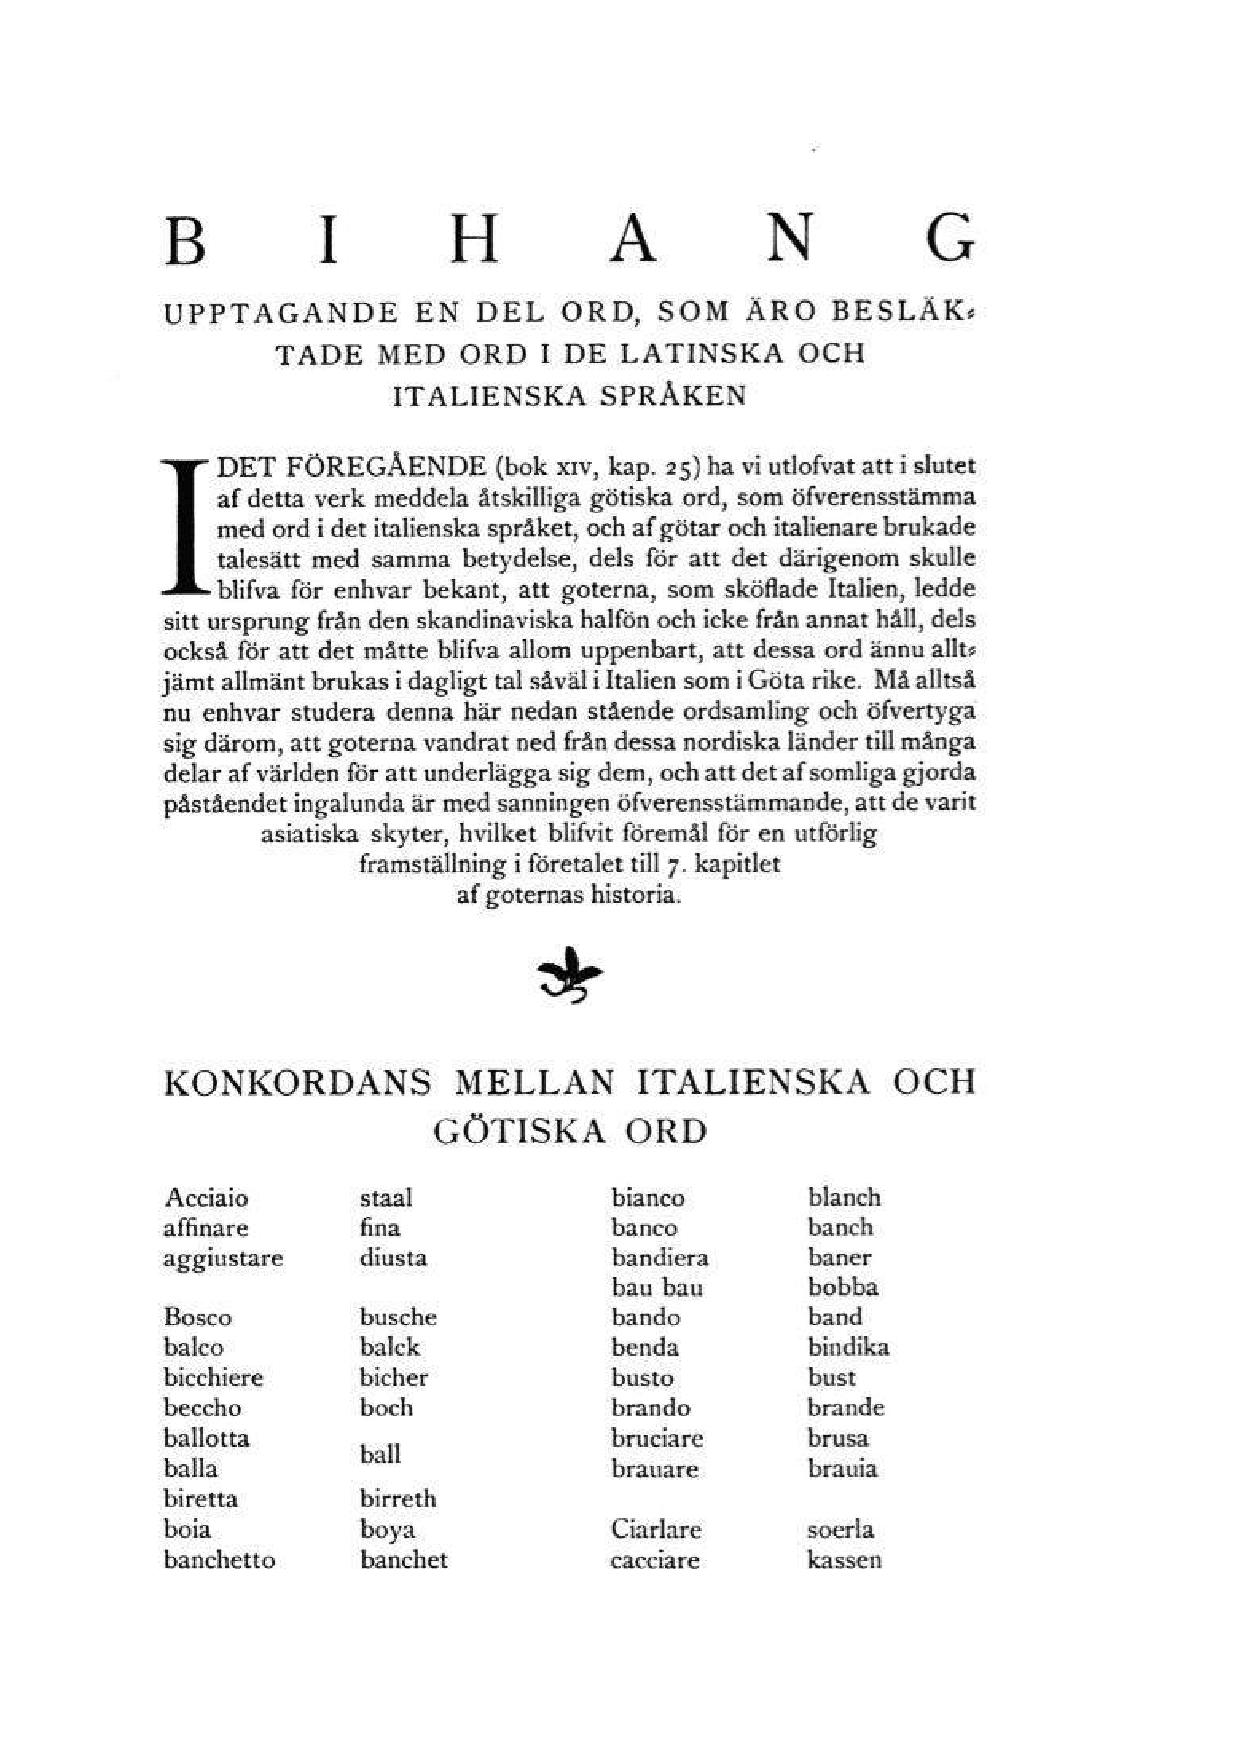 B I H A N G
UPPTAGANDE EN DEL ORD, SOM ÄRO BESLÄK-
TADE MED ORD I DE LATINSKA OCH
ITALIENSKA SPRÅKEN
I DET FÖREGÅENDE (bok XIV, kap. 25) ha vi utlofvat att i slutet
af detta verk meddela åtskilliga götiska ord, som öfverensstämma
med ord i det italienska språket, och af götar och italienare brukade
talesätt med samma betydelse, dels för att det därigenom skulle
blifva för enhvar bekant, att goterna, som sköflade Italien, ledde
sitt ursprung från den skandinaviska halfön och icke från annat håll, dels
också för att det måtte blifva allom uppenbart, att dessa ord ännu allt-
jämt allmänt brukas i dagligt tal såväl i Italien som i Göta rike. Må alltså
nu enhvar studera denna här nedan stående ordsamling och öfvertyga
sig därom, att goterna vandrat ned från dessa nordiska länder till många
delar af världen för att underlägga sig dem, och att det af somliga gjorda
påståendet ingalunda är med sanningen öfverensstämmande, att de varit
asiatiska skyter, hvilket blifvit föremål för en utförlig
framställning i företalet till 7. kapitlet
af goternas historia.
KONKORDANS MELLAN ITALIENSKA OCH
GÖTISKA ORD
Acciaio staal
affinare fina
aggiustare diusta
Bosco busche
balco balck
bicchiere bicher
beccho boch
ballotta
balla ball
biretta birreth
boia boya
banchetto banchet
bianco blanch
banco banch
bandiera baner
bau bau bobba
bando band
benda bindika
busto bust
brando brande
bruciare brusa
brauare brauia
Ciarlare soerla
cacciare kassen